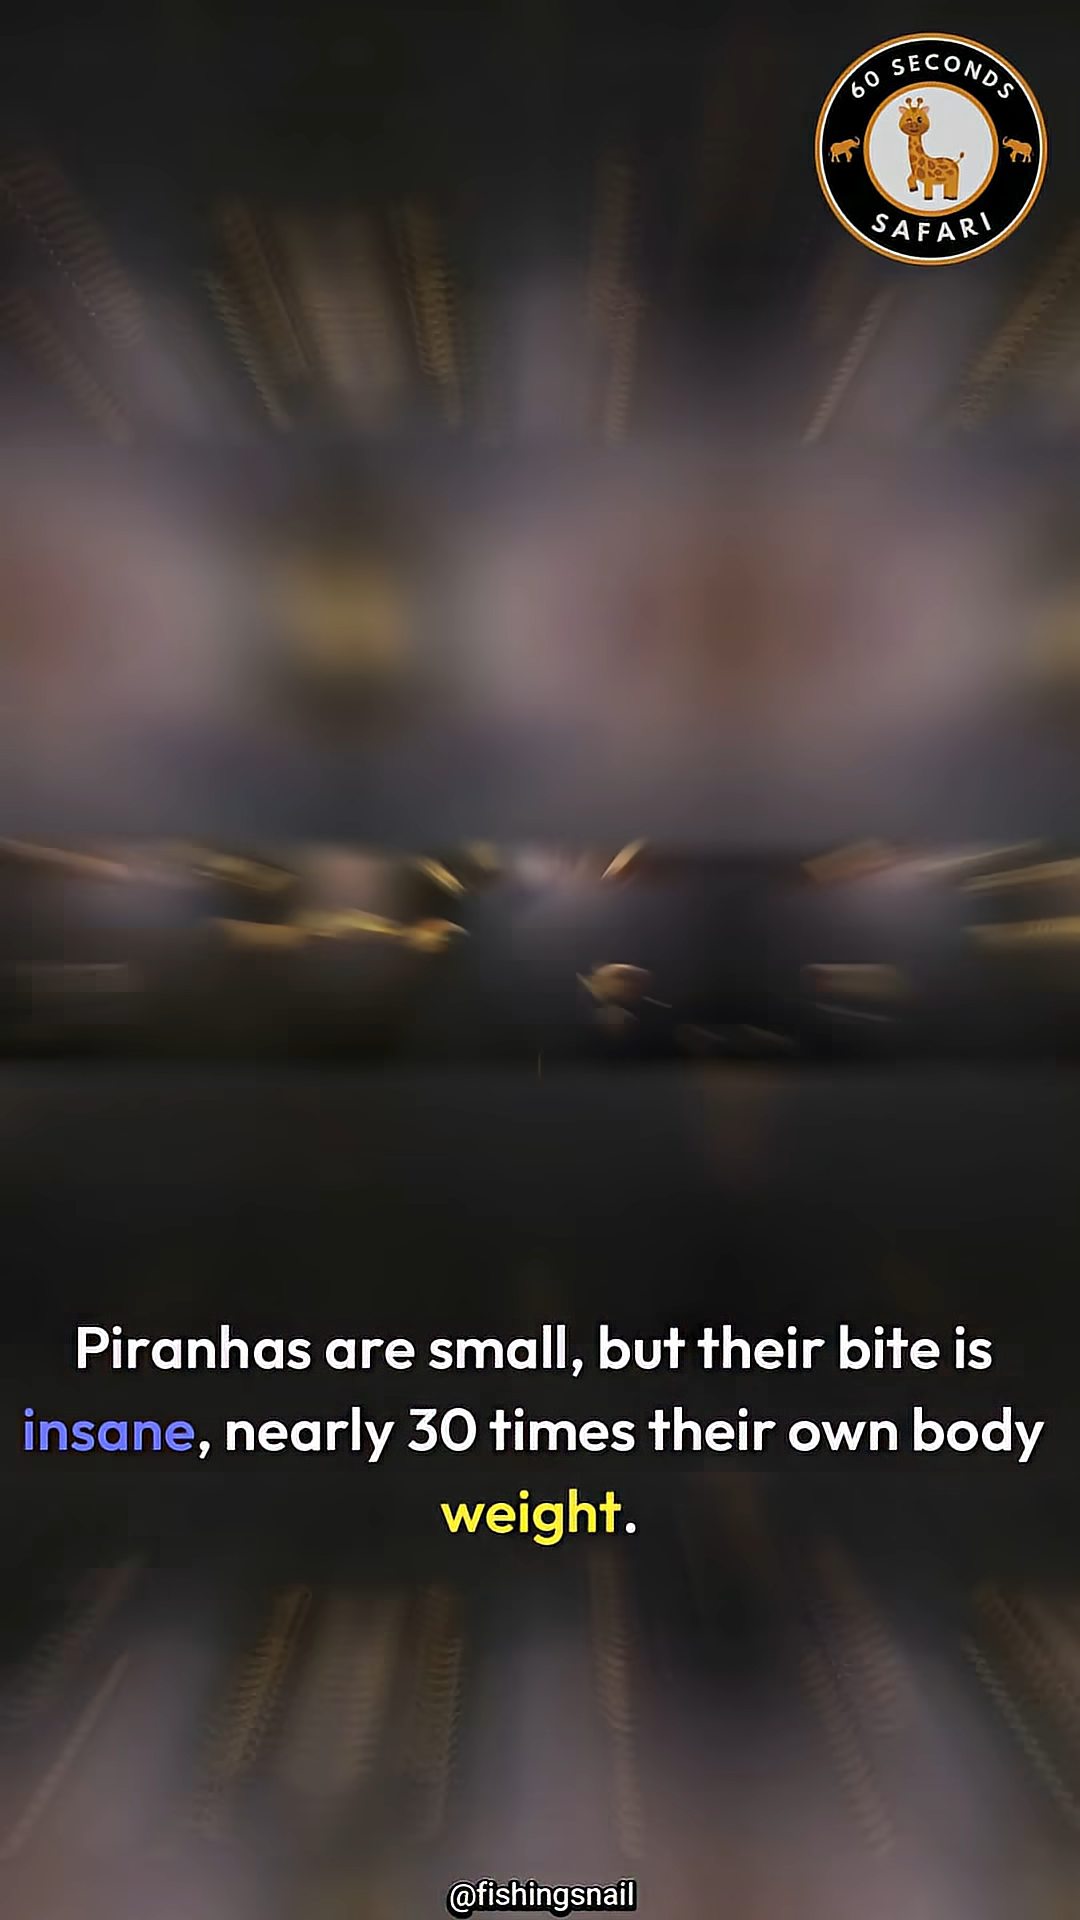 60 SECONDS
SAFARI
Piranhas are small, but their bite is
insane, nearly 30 times their own body
weight.
@fishingsnail